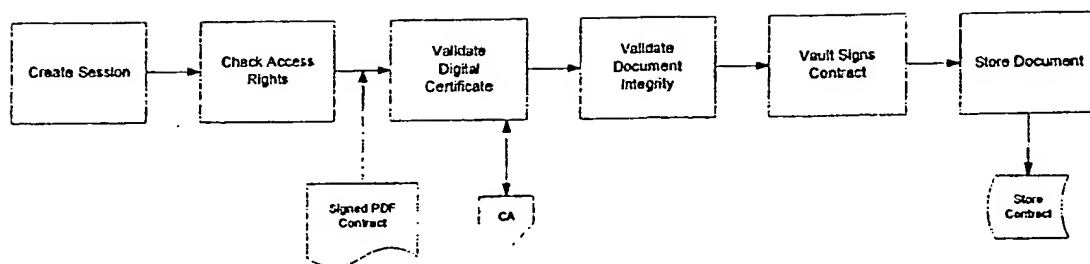 Create Session
Check Access
Rights
Validate
Digital
Certificate
Validate
Document
Integrity
Vault Signs
Contract
Store Document
Signed PDF
Contract
CA
Store
Contract